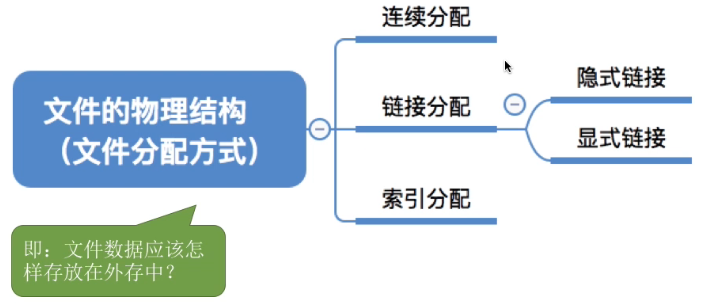 连续分配
文件的物理结构
（文件分配方式）
链接分配
隐式链接
显式链接
索引分配
即：文件数据应该怎
样存放在外存中？